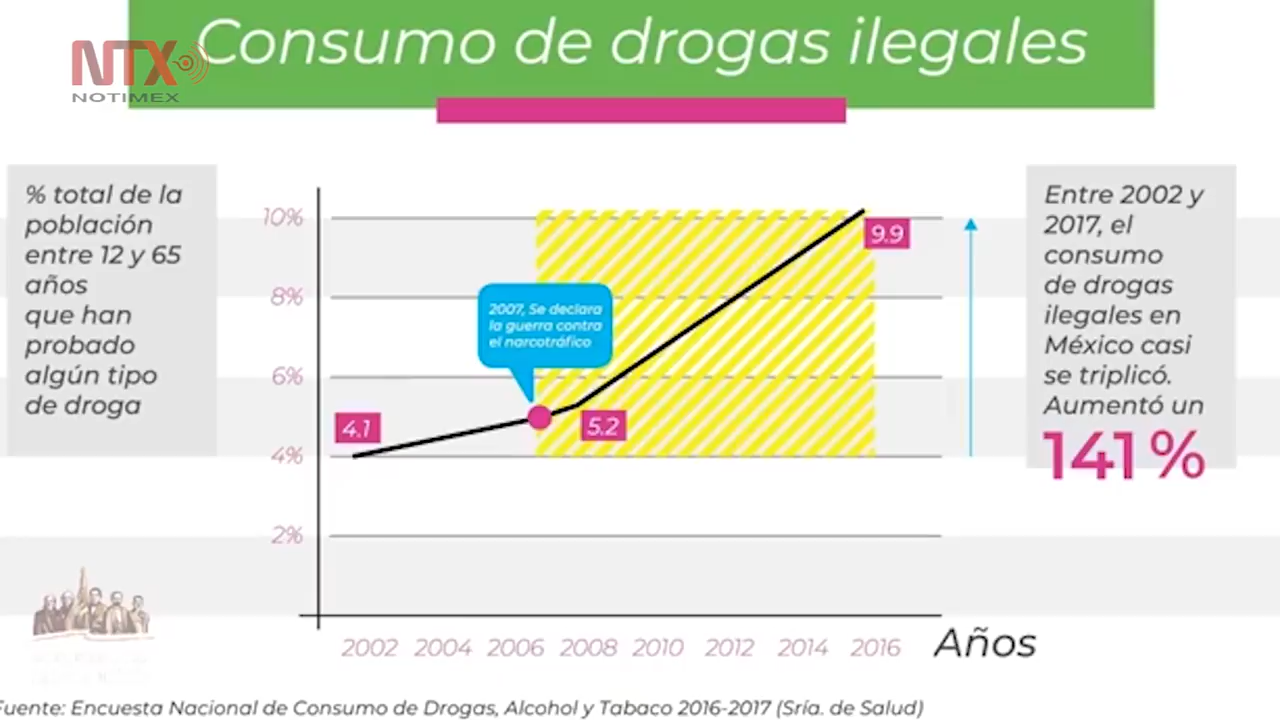 Consumo de drogas ilegales
NTX
NOTIMEX
% total de la
población
entre 12 y 65
años
que han
probado
algún tipo
de droga
10%
8%
6%
4%
2%
4.1
2007, Se declara
la guerra contra
el narcotráfico
5.2
9.9
Entre 2002 y
2017, el
consumo
de drogas
ilegales en
México casi
se triplicó.
Aumentó un
141%
2002 2004 2006 2008 2010 2012 2014 2016
Años
Fuente: Encuesta Nacional de Consumo de Drogas, Alcohol y Tabaco 2016-2017 (Sría. de Salud)